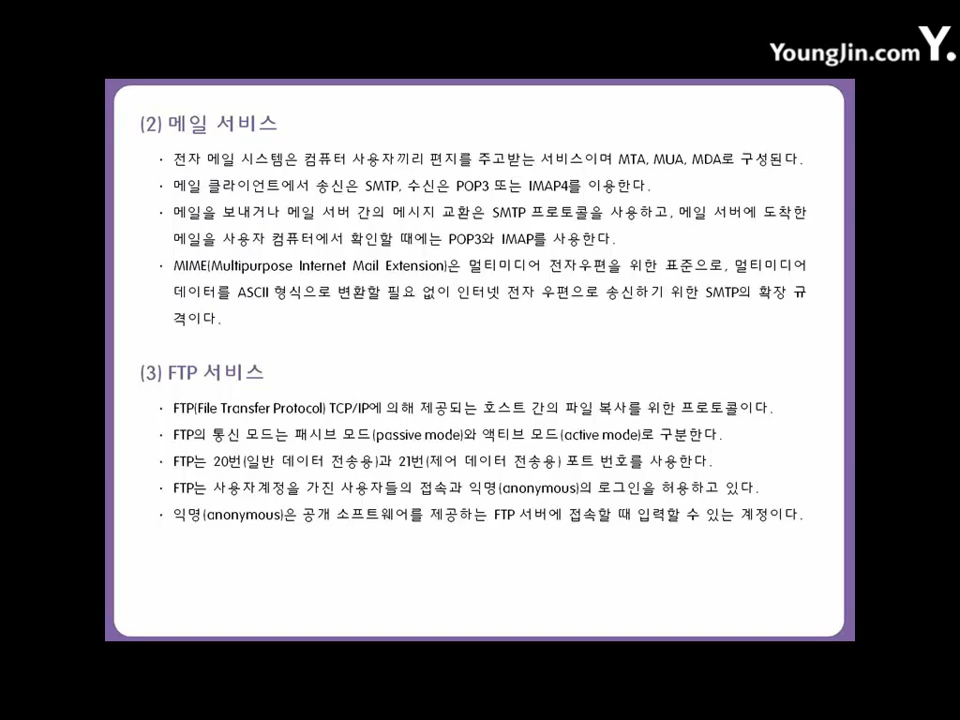 YoungJin.com Y.
(2) 메일 서비스
· 전자 메일 시스템은 컴퓨터 사용자끼리 편지를 주고받는 서비스이며 MTA, MUA, MDA로 구성된다.
· 메일 클라이언트에서 송신은 SMTP, 수신은 POP3 또는 IMAP4를 이용한다.
· 메일을 보내거나 메일 서버 간의 메시지 교환은 SMTP 프로토콜을 사용하고, 메일 서버에 도착한
메일을 사용자 컴퓨터에서 확인할 때에는 POP3와 IMAP를 사용한다.
· MIME(Multipurpose Internet Mail Extension)은 멀티미디어 전자우편을 위한 표준으로, 멀티미디어
데이터를 ASCII 형식으로 변환할 필요 없이 인터넷 전자 우편으로 송신하기 위한 SMTP의 확장 규
격이다.
(3) FTP 서비스
· FTP(File Transfer Protocol) TCP/IP에 의해 제공되는 호스트 간의 파일 복사를 위한 프로토콜이다.
· FTP의 통신 모드는 패시브 모드(passive mode)와 액티브 모드(active mode)로 구분한다.
· FTP는 20번(일반 데이터 전송용)과 21번(제어 데이터 전송용) 포트 번호를 사용한다.
· FTP는 사용자계정을 가진 사용자들의 접속과 익명(anonymous)의 로그인을 허용하고 있다.
· 익명(anonymous)은 공개 소프트웨어를 제공하는 FTP 서버에 접속할 때 입력할 수 있는 계정이다.